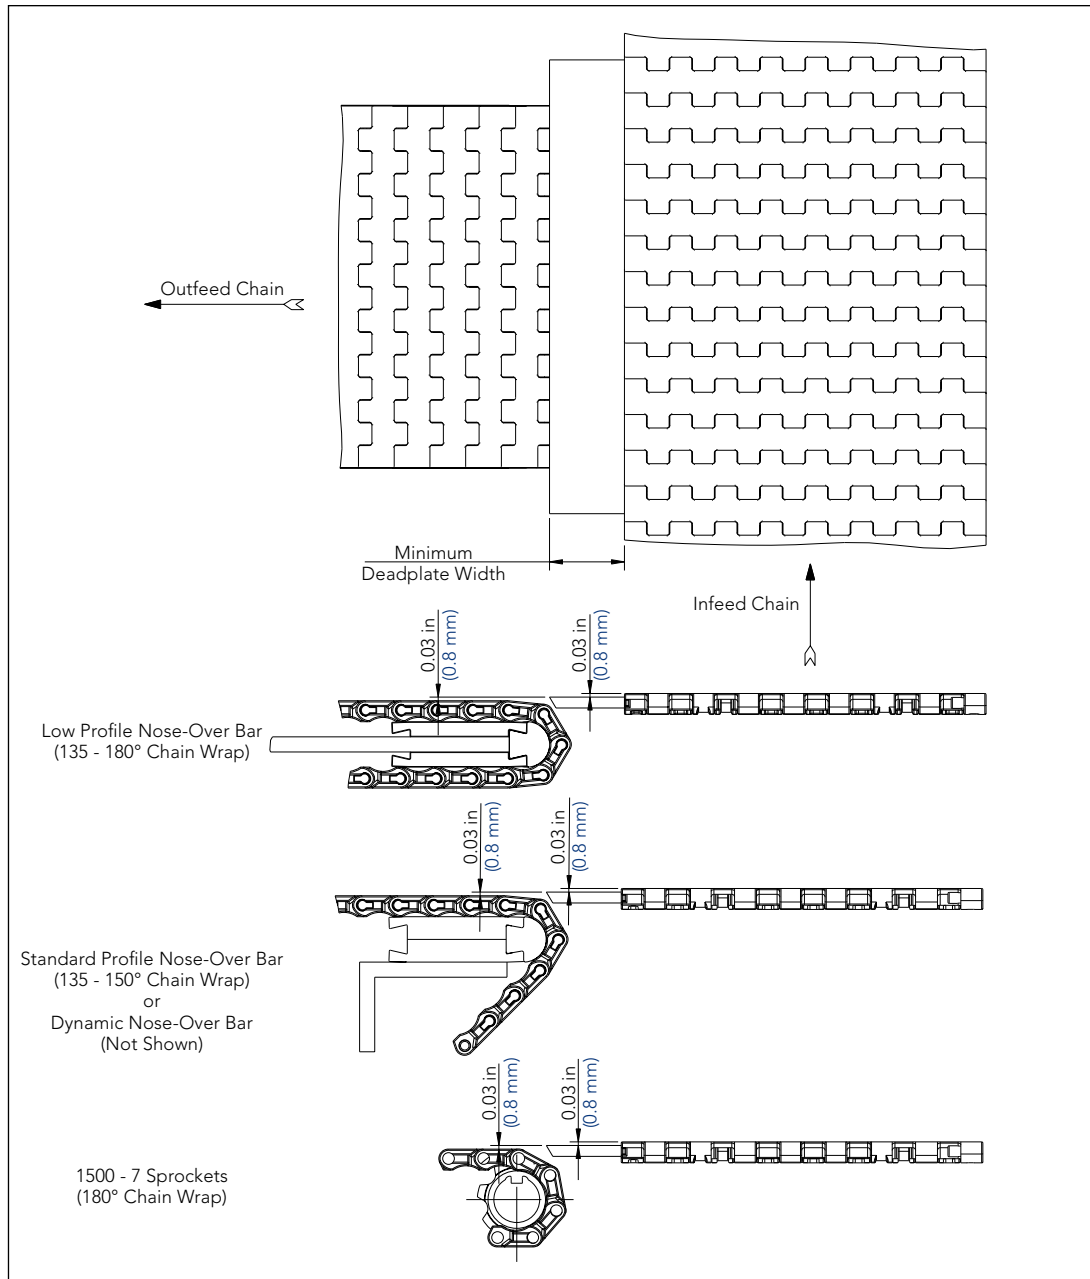 Outfeed Chain
Minimum
Deadplate Width
Infeed Chain
0.03 in
(0.8 mm)
0.03 in
(0.8 mm)
Low Profile Nose-Over Bar
(135 - 180° Chain Wrap)
0.03 in
(0.8 mm)
0.03 in
(0.8 mm)
Standard Profile Nose-Over Bar
(135 - 150° Chain Wrap)
or
Dynamic Nose-Over Bar
(Not Shown)
0.03 in
(0.8 mm)
0.03 in
(0.8 mm)
1500 - 7 Sprockets
(180° Chain Wrap)